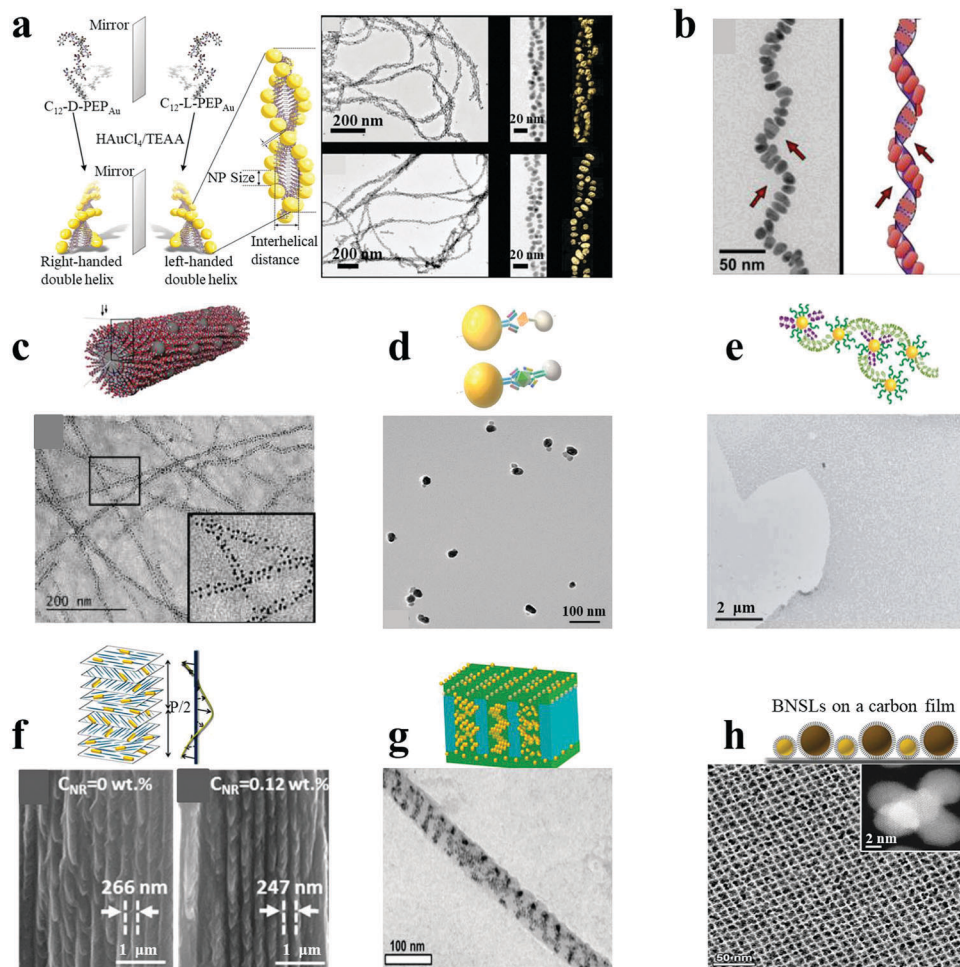 a
Mirror
C12-D-PEPAu
C12-L-PEPAu
HAuCl4/TEAA
Mirror
NP Size
Interhelical
distance
Right-handed
double helix
left-handed
double helix
200 nm
20 nm
200 nm
20 nm
b
50 nm
c
200 nm
d
100 nm
e
2 μm
f
P/2
CNR=0 wt.%
CNR=0.12 wt.%
266 nm
247 nm
1 μm
1 μm
g
100 nm
h
BNSLs on a carbon film
2 nm
50 nm